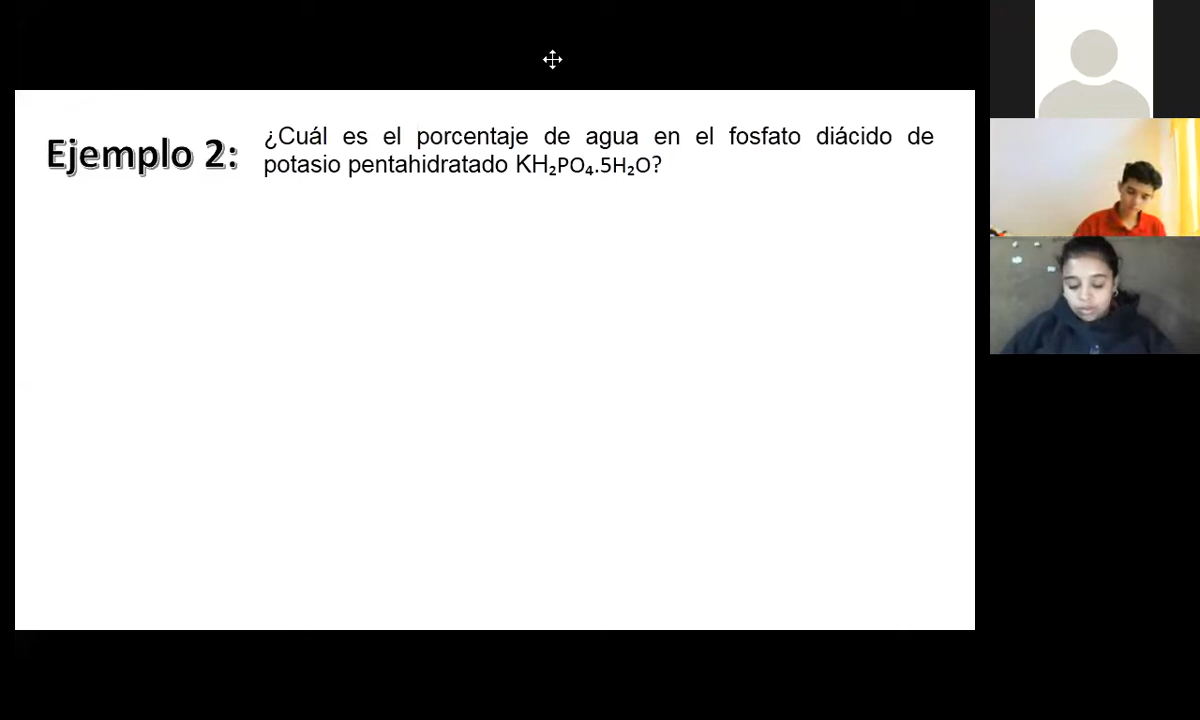 Ejemplo 2:
¿Cuál es el porcentaje de agua en el fosfato diácido de
potasio pentahidratado KH₂PO₄.5H₂O?